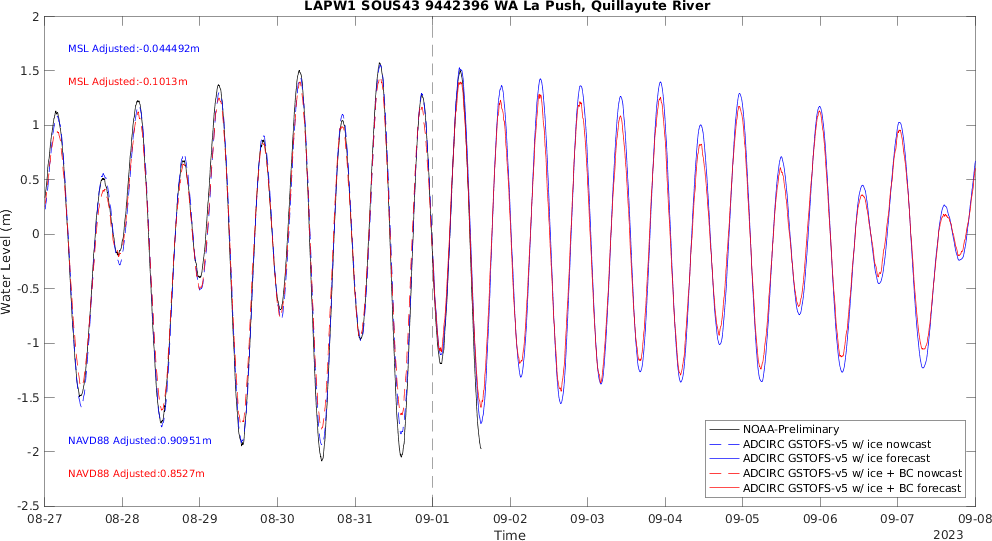 LAPW1 SOUS43 9442396 WA La Push, Quillayute River
MSL Adjusted:-0.044492m
MSL Adjusted:-0.1013m
NAVD88 Adjusted:0.90951m
NAVD88 Adjusted:0.8527m
Water Level (m)
2
1.5
1
0.5
0
-0.5
-1
-1.5
-2
-2.5
NOAA-Preliminary
ADCIRC GSTOFS-v5 w/ ice nowcast
ADCIRC GSTOFS-v5 w/ ice forecast
ADCIRC GSTOFS-v5 w/ ice + BC nowcast
ADCIRC GSTOFS-v5 w/ ice + BC forecast
08-27 08-28 08-29 08-30 08-31 09-01 09-02 09-03 09-04 09-05 09-06 09-07 09-08
Time
2023